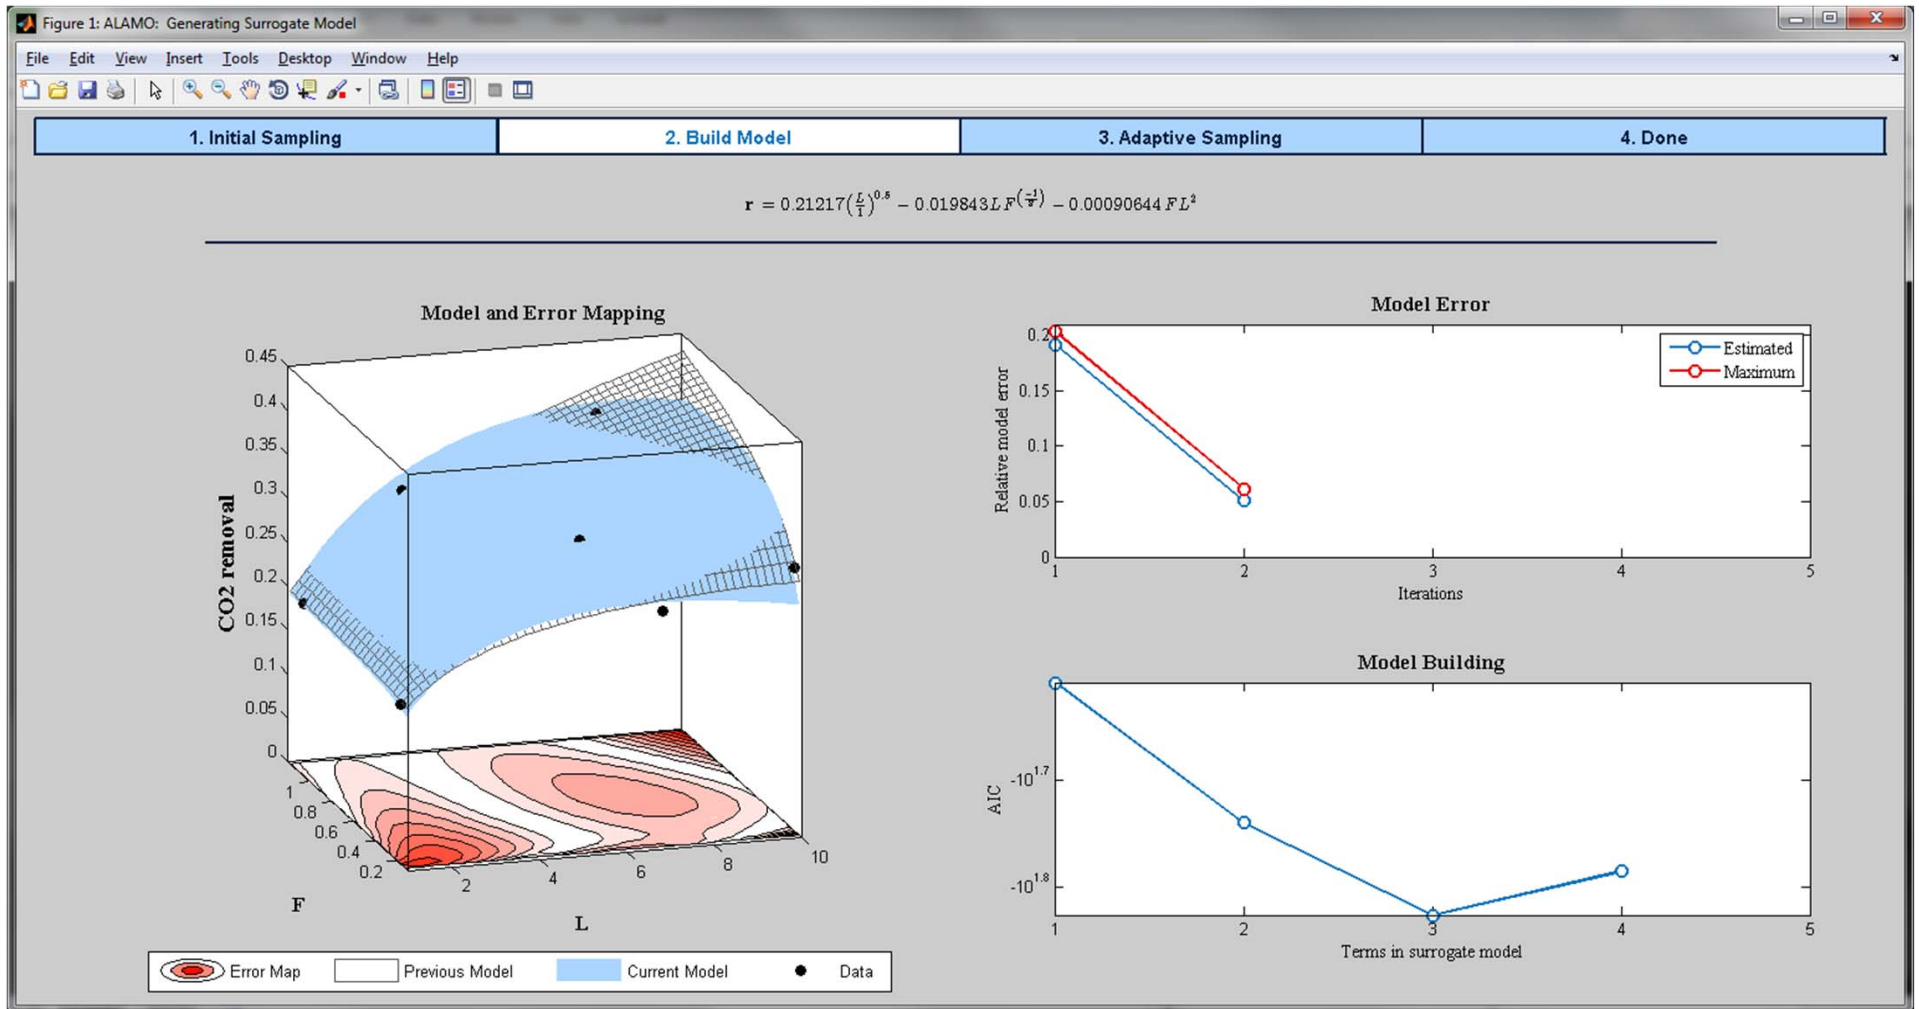 Figure 1: ALAMO: Generating Surrogate Model
File Edit View Insert Tools Desktop Window Help
1. Initial Sampling
2. Build Model
3. Adaptive Sampling
4. Done
r = 0.21217(L/1)^0.5 − 0.019843LF − 0.00090644 FL²
Model and Error Mapping
CO2 removal
0.45
0.4
0.35
0.3
0.25
0.2
0.15
0.1
0.05
0
1
0.8
0.6
0.4
0.2
F
2
4
6
8
10
L
Error Map
Previous Model
Current Model
Data
Model Error
Relative model error
0.2
0.15
0.1
0.05
0
1 2 3 4 5
Iterations
Estimated
Maximum
Model Building
AIC
-10^1.7
-10^1.8
1 2 3 4 5
Terms in surrogate model